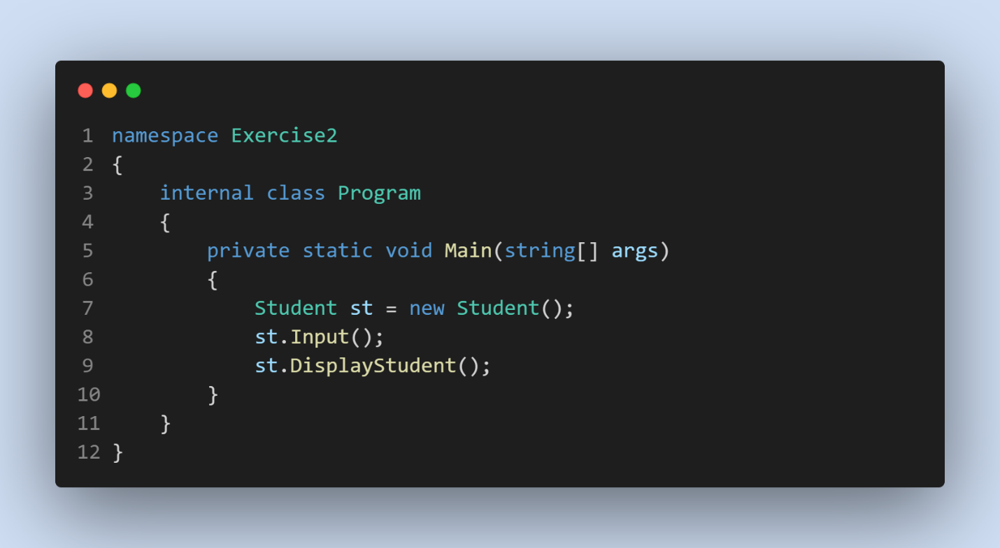 1 namespace Exercise2
2 {
3     internal class Program
4     {
5         private static void Main(string[] args)
6         {
7             Student st = new Student();
8             st.Input();
9             st.DisplayStudent();
10         }
11     }
12 }